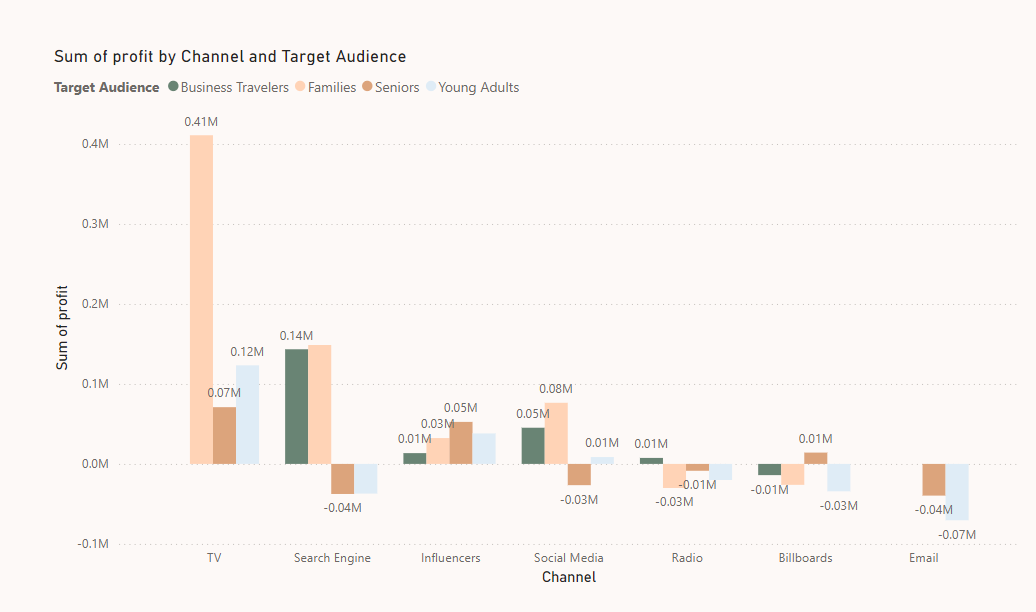 Sum of profit by Channel and Target Audience
Target Audience Business Travelers Families Seniors Young Adults
0.41M
0.4M
0.3M
0.2M
0.14M
0.12M
0.1M
0.07M
0.08M
0.05M
0.05M
0.03M
0.01M
0.01M
0.01M
0.01M
0.0M
-0.01M
-0.01M
-0.04M
-0.03M
-0.03M
-0.03M
-0.04M
-0.07M
-0.1M
TV Search Engine Influencers Social Media Radio Billboards Email
Channel
Sum of profit